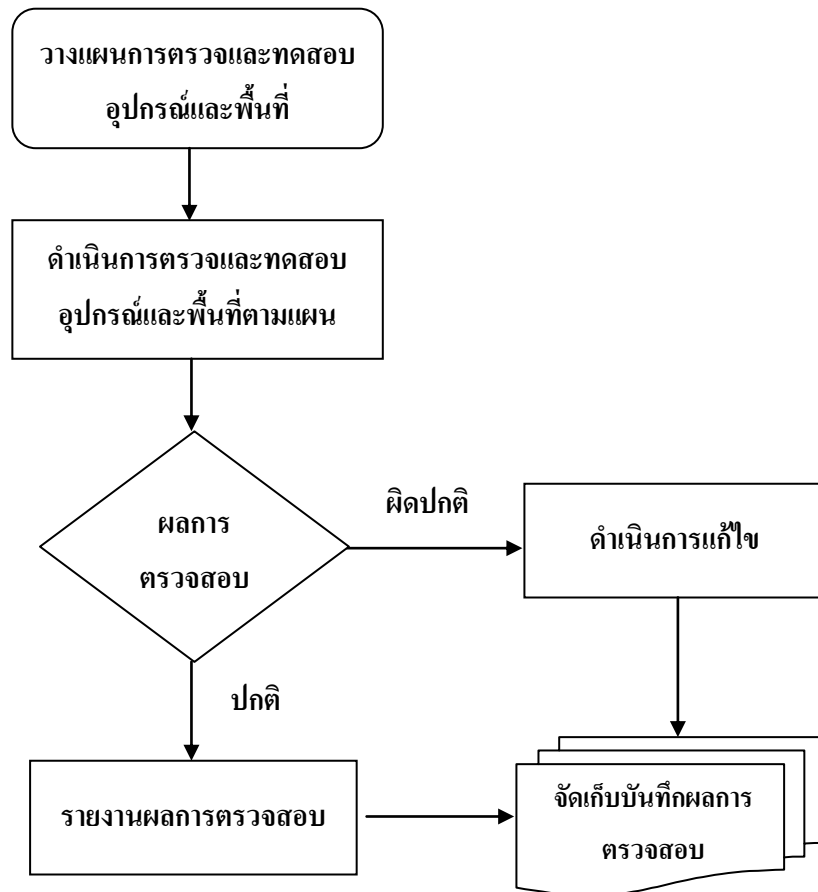 วางแผนการตรวจและทดสอบ
อุปกรณ์และพื้นที่
ดำเนินการตรวจและทดสอบ
อุปกรณ์และพื้นที่ตามแผน
ผลการ
ตรวจสอบ
ผิดปกติ
ดำเนินการแก้ไข
ปกติ
รายงานผลการตรวจสอบ
จัดเก็บบันทึกผลการ
ตรวจสอบ